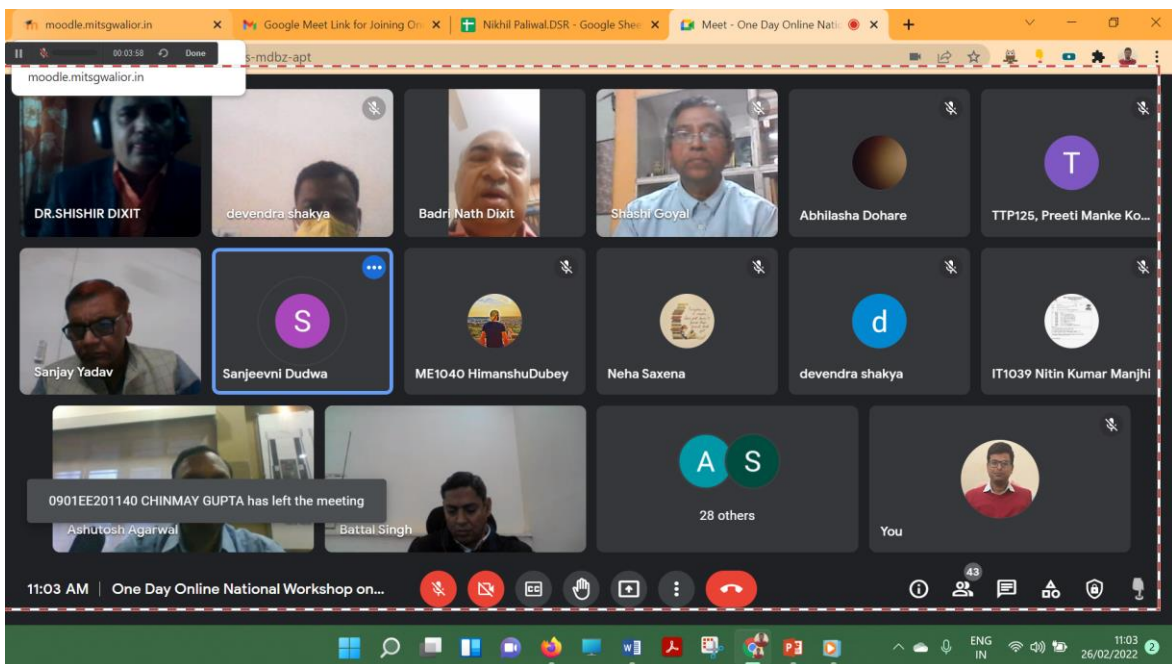 moodle.mitsgwalior.in
Google Meet Link for Joining On
Nikhil Paliwal.DSR - Google Shee
Meet - One Day Online Natio
00:03:58
Done
s-mdbz-apt
moodle.mitsgwalior.in
DR.SHISHIR DIXIT
devendra shakya
Badri Nath Dixit
Shashi Goyal
Abhilasha Dohare
T
TTP125, Preeti Manke Ko...
Sanjay Yadav
S
Sanjeevni Dudwa
ME1040 HimanshuDubey
Neha Saxena
d
devendra shakya
IT1039 Nitin Kumar Manjhi
0901EE201140 CHINMAY GUPTA has left the meeting
Ashutosh Agarwal
Battal Singh
A S
28 others
You
11:03 AM | One Day Online National Workshop on...
CC
43
ENG
IN
11:03
26/02/2022
2